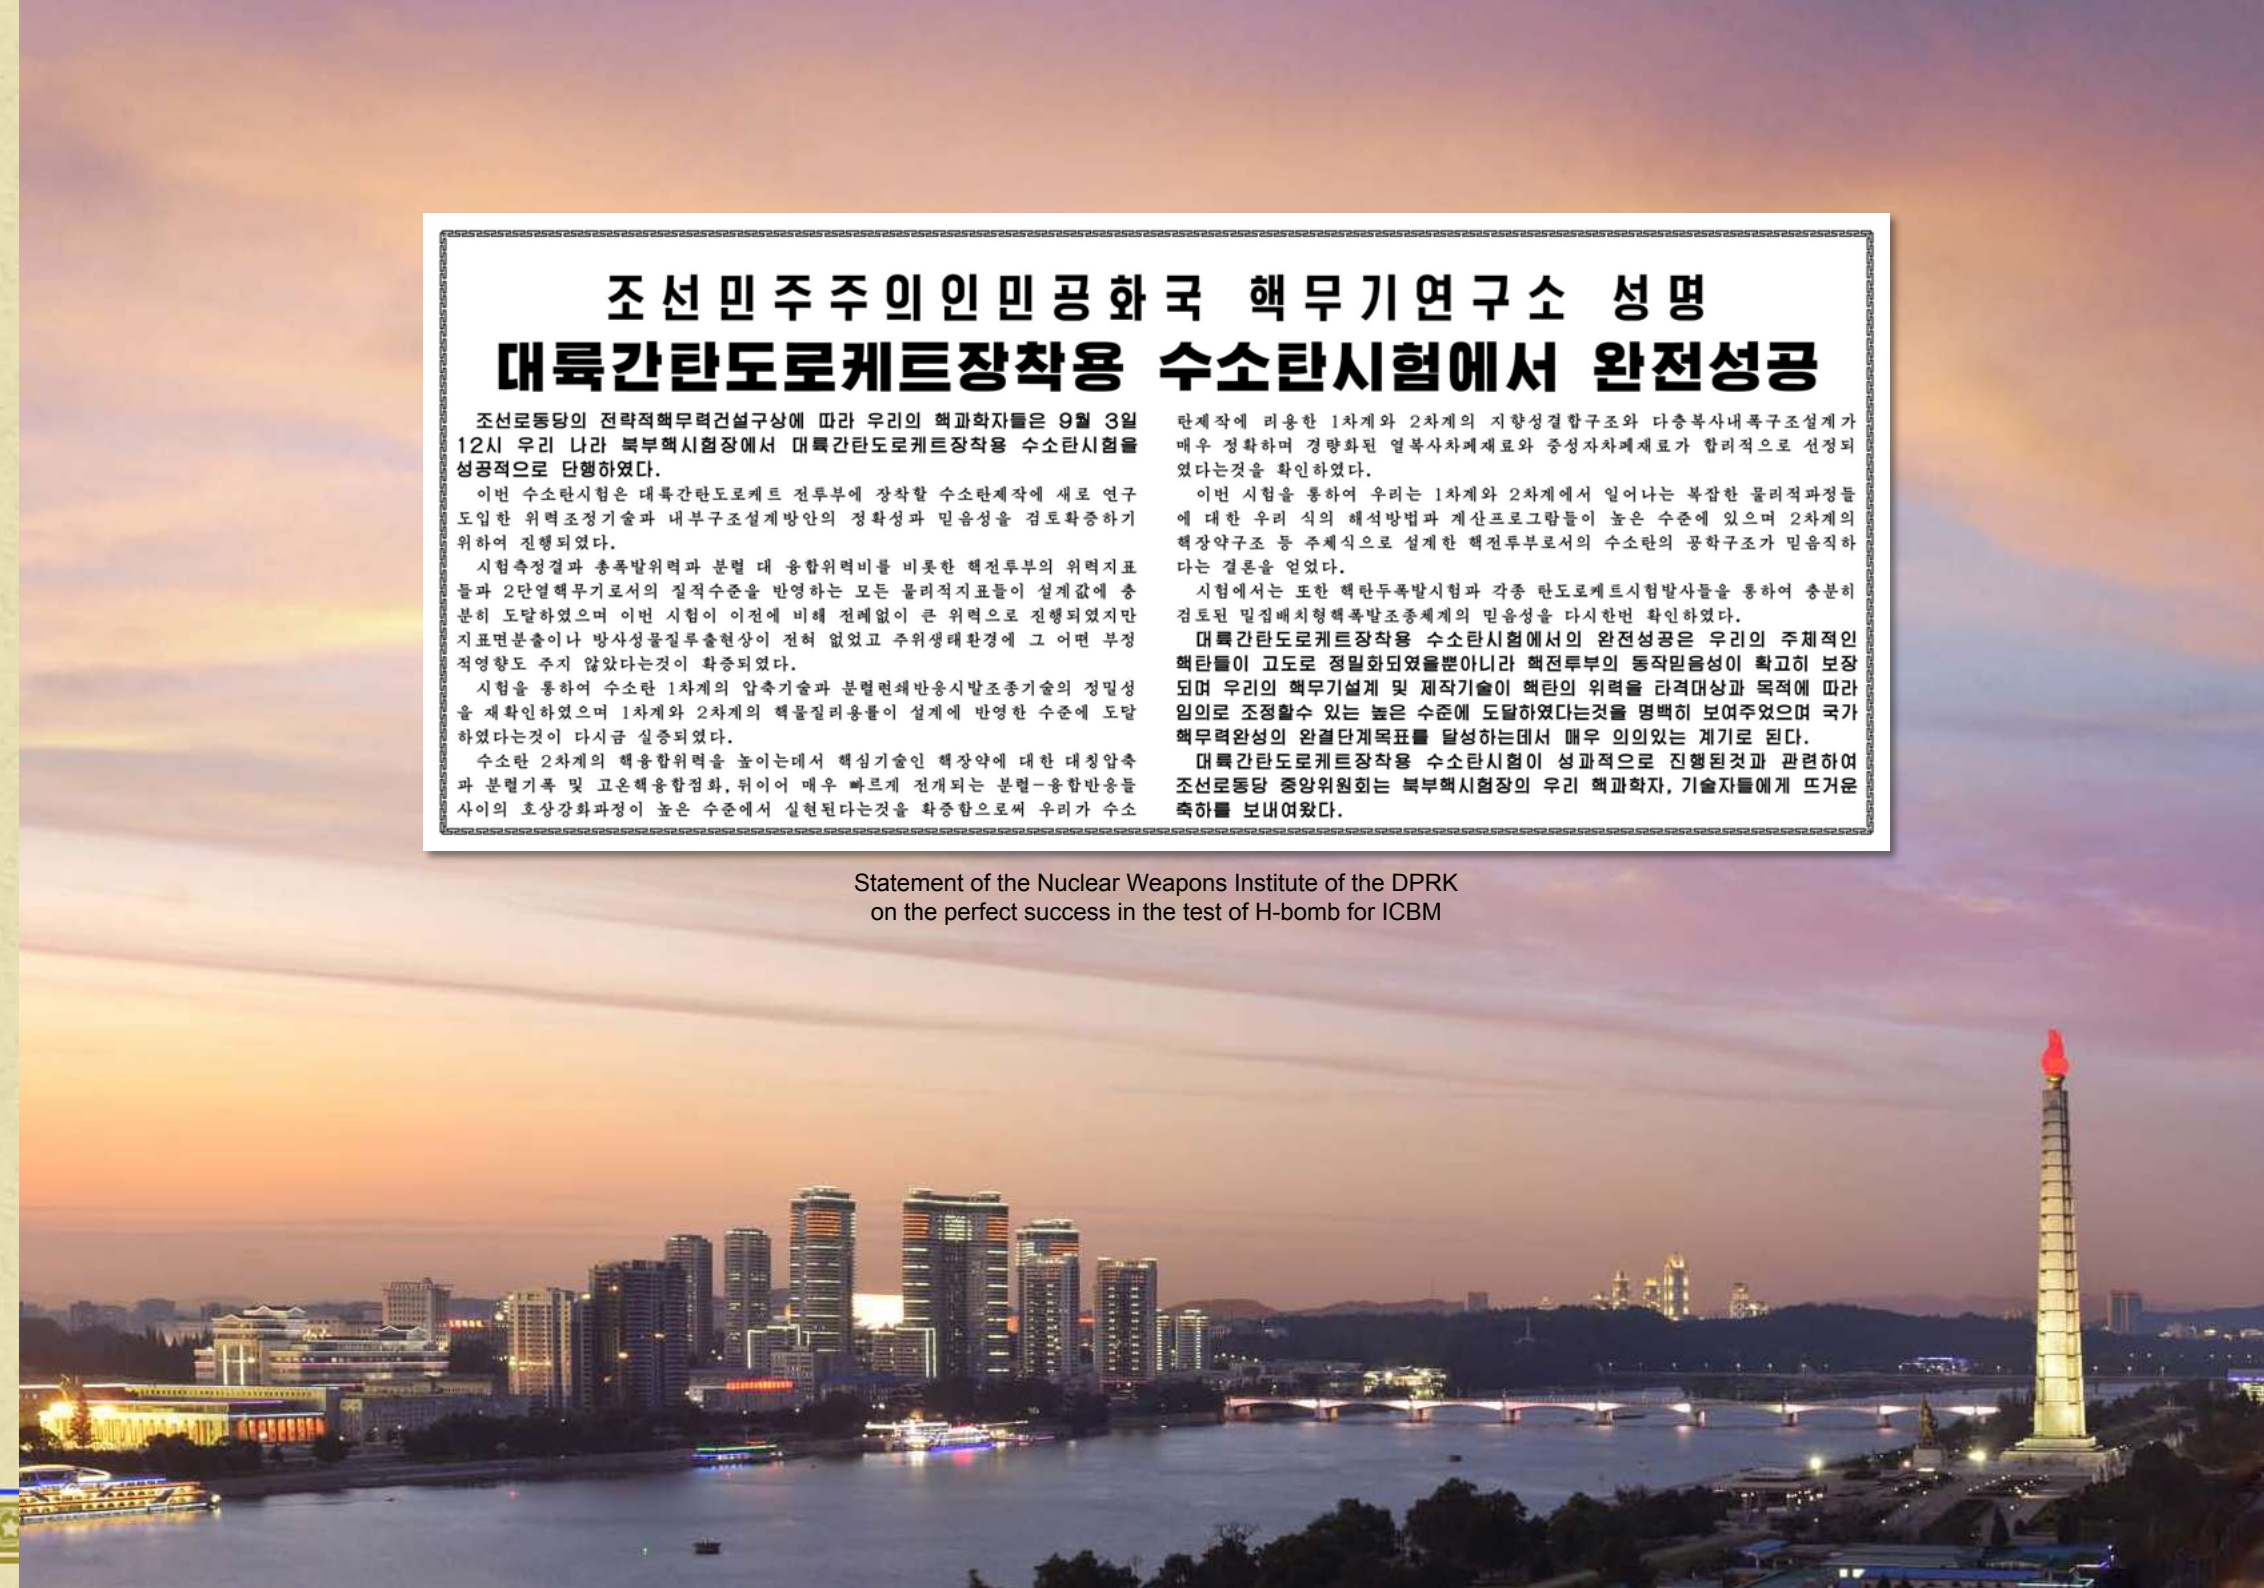 조선민주주의인민공화국 핵무기연구소 성명
대륙간탄도로케트장착용 수소탄시험에서 완전성공
조선로동당의 전략적핵무력건설구상에 따라 우리의 핵과학자들은 9월 3일
12시 우리 나라 북부핵시험장에서 대륙간탄도로케트장착용 수소탄시험을
성공적으로 단행하였다.
이번 수소탄시험은 대륙간탄도로케트 전투부에 장착할 수소탄제작에 새로 연구
도입한 위력조정기술과 내부구조설계방안의 정확성과 믿음성을 검토확증하기
위하여 진행되였다.
시험측정결과 총폭발위력과 분렬 대 융합위력비를 비롯한 핵전투부의 위력지표
들과 2단열핵무기로서의 질적수준을 반영하는 모든 물리적지표들이 설계값에 충
분히 도달하였으며 이번 시험이 이전에 비해 전례없이 큰 위력으로 진행되였지만
지표면분출이나 방사성물질루출현상이 전혀 없었고 주위생태환경에 그 어떤 부정
적영향도 주지 않았다는것이 확증되였다.
시험을 통하여 수소탄 1차계의 압축기술과 분렬련쇄반응시발조종기술의 정밀성
을 재확인하였으며 1차계와 2차계의 핵물질리용률이 설계에 반영한 수준에 도달
하였다는것이 다시금 실증되였다.
수소탄 2차계의 핵융합위력을 높이는데서 핵심기술인 핵장약에 대한 대칭압축
과 분렬기폭 및 고온핵융합점화, 뒤이어 매우 빠르게 전개되는 분렬-융합반응들
사이의 호상강화과정이 높은 수준에서 실현된다는것을 확증함으로써 우리가 수소
탄제작에 리용한 1차계와 2차계의 지향성결합구조와 다층복사내폭구조설계가
매우 정확하며 경량화된 열복사차페재료와 중성자차페재료가 합리적으로 선정되
였다는것을 확인하였다.
이번 시험을 통하여 우리는 1차계와 2차계에서 일어나는 복잡한 물리적과정들
에 대한 우리 식의 해석방법과 계산프로그람들이 높은 수준에 있으며 2차계의
핵장약구조 등 주체식으로 설계한 핵전투부로서의 수소탄의 공학구조가 믿음직하
다는 결론을 얻었다.
시험에서는 또한 핵탄두폭발시험과 각종 탄도로케트시험발사들을 통하여 충분히
검토된 밀집배치형핵폭발조종체계의 믿음성을 다시한번 확인하였다.
대륙간탄도로케트장착용 수소탄시험에서의 완전성공은 우리의 주체적인
핵탄들이 고도로 정밀화되였을뿐아니라 핵전투부의 동작믿음성이 확고히 보장
되며 우리의 핵무기설계 및 제작기술이 핵탄의 위력을 타격대상과 목적에 따라
임의로 조정할수 있는 높은 수준에 도달하였다는것을 명백히 보여주었으며 국가
핵무력완성의 완결단계목표를 달성하는데서 매우 의의있는 계기로 된다.
대륙간탄도로케트장착용 수소탄시험이 성과적으로 진행된것과 관련하여
조선로동당 중앙위원회는 북부핵시험장의 우리 핵과학자, 기술자들에게 뜨거운
축하를 보내여왔다.
Statement of the Nuclear Weapons Institute of the DPRK
on the perfect success in the test of H-bomb for ICBM